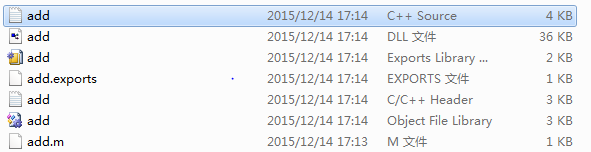 add 2015/12/14 17:14 C++ Source 4 KB
add 2015/12/14 17:14 DLL 文件 36 KB
add 2015/12/14 17:14 Exports Library ... 2 KB
add.exports 2015/12/14 17:14 EXPORTS 文件 1 KB
add 2015/12/14 17:14 C/C++ Header 3 KB
add 2015/12/14 17:14 Object File Library 3 KB
add.m 2015/12/14 17:13 M 文件 1 KB